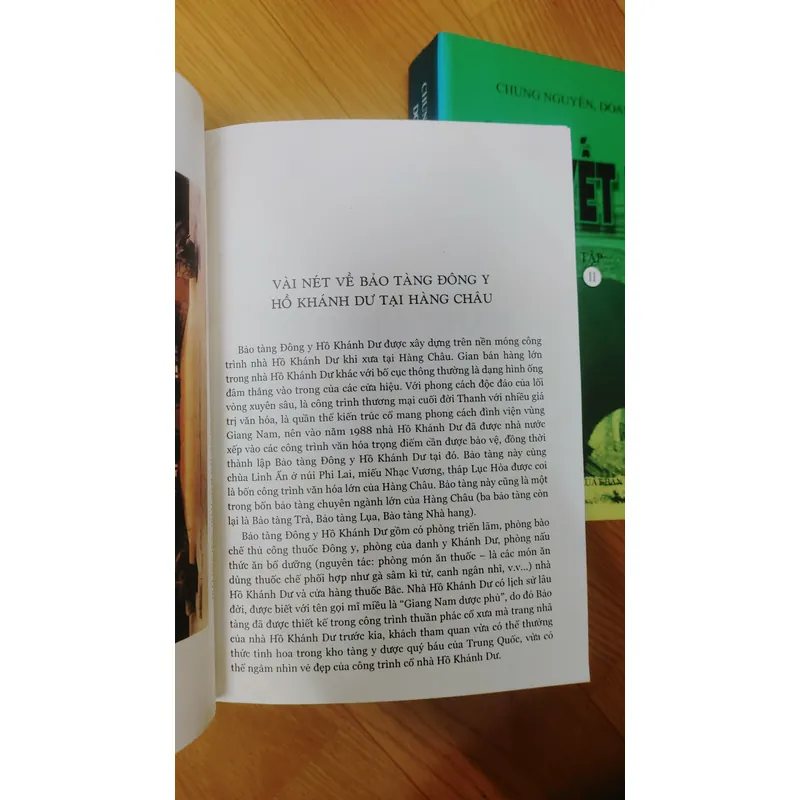 VÀI NÉT VỀ BẢO TÀNG ĐÔNG Y
HỒ KHÁNH DƯ TẠI HÀNG CHÂU
Bảo tàng Đông y Hồ Khánh Dư được xây dựng trên nền móng công
trình nhà Hồ Khánh Dư khi xưa tại Hàng Châu. Gian bán hàng lớn
trong nhà Hồ Khánh Dư khác với bố cục thông thường là dạng hình ống
đâm thẳng vào trong của các cửa hiệu. Với phong cách độc đáo của lối
vòng xuyên sâu, là công trình thương mại cuối đời Thanh với nhiều giá
trị văn hóa, là quần thể kiến trúc cổ mang phong cách đình viện vùng
Giang Nam, nên vào năm 1988 nhà Hồ Khánh Dư đã được nhà nước
xếp vào các công trình văn hóa trọng điểm cần được bảo vệ, đồng thời
thành lập Bảo tàng Đông y Hồ Khánh Dư tại đó. Bảo tàng này cùng
chùa Linh Ẩn ở núi Phi Lai, miếu Nhạc Vương, tháp Lục Hòa được coi
là bốn công trình văn hóa lớn của Hàng Châu. Bảo tàng này cũng là một
trong bốn bảo tàng chuyên ngành lớn của Hàng Châu (ba bảo tàng còn
lại là Bảo tàng Trà, Bảo tàng Lụa, Bảo tàng Nhà hang).
Bảo tàng Đông y Hồ Khánh Dư gồm có phòng triển lãm, phòng bào
chế thủ công thuốc Đông y, phòng của danh y Khánh Dư, phòng nấu
thức ăn bổ dưỡng (nguyên tác: phòng món ăn thuốc – là các món ăn
dùng thuốc chế phối hợp như gà sâm kỉ tử, canh ngân nhĩ, v.v...) nhà
Hồ Khánh Dư và cửa hàng thuốc Bắc. Nhà Hồ Khánh Dư có lịch sử lâu
đời, được biết với tên gọi mĩ miều là “Giang Nam dược phủ”, do đó Bảo
tàng đã được thiết kế trong công trình thuần phác cổ xưa mà trang nhã
của nhà Hồ Khánh Dư trước kia, khách tham quan vừa có thể thưởng
thức tinh hoa trong kho tàng y dược quý báu của Trung Quốc, vừa có
thể ngắm nhìn vẻ đẹp của công trình cổ nhà Hồ Khánh Dư.
CHUNG NGUYÊN, DOÃ
TẬP
II